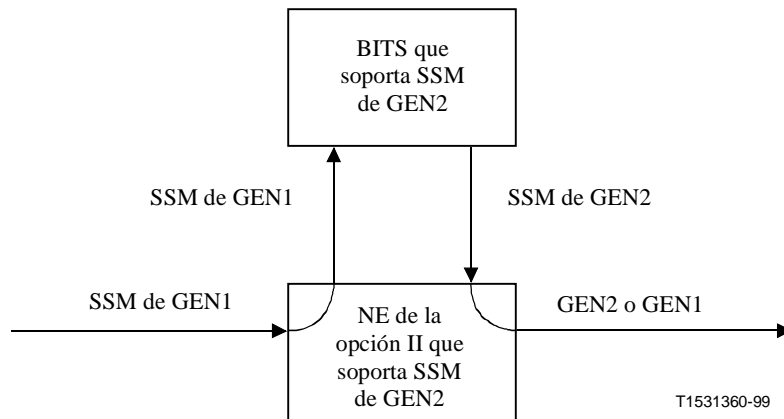 BITS que
soporta SSM
de GEN2
SSM de GEN1
SSM de GEN2
SSM de GEN1
GEN2 o GEN1
NE de la
opción II que
soporta SSM
de GEN2
T1531360-99